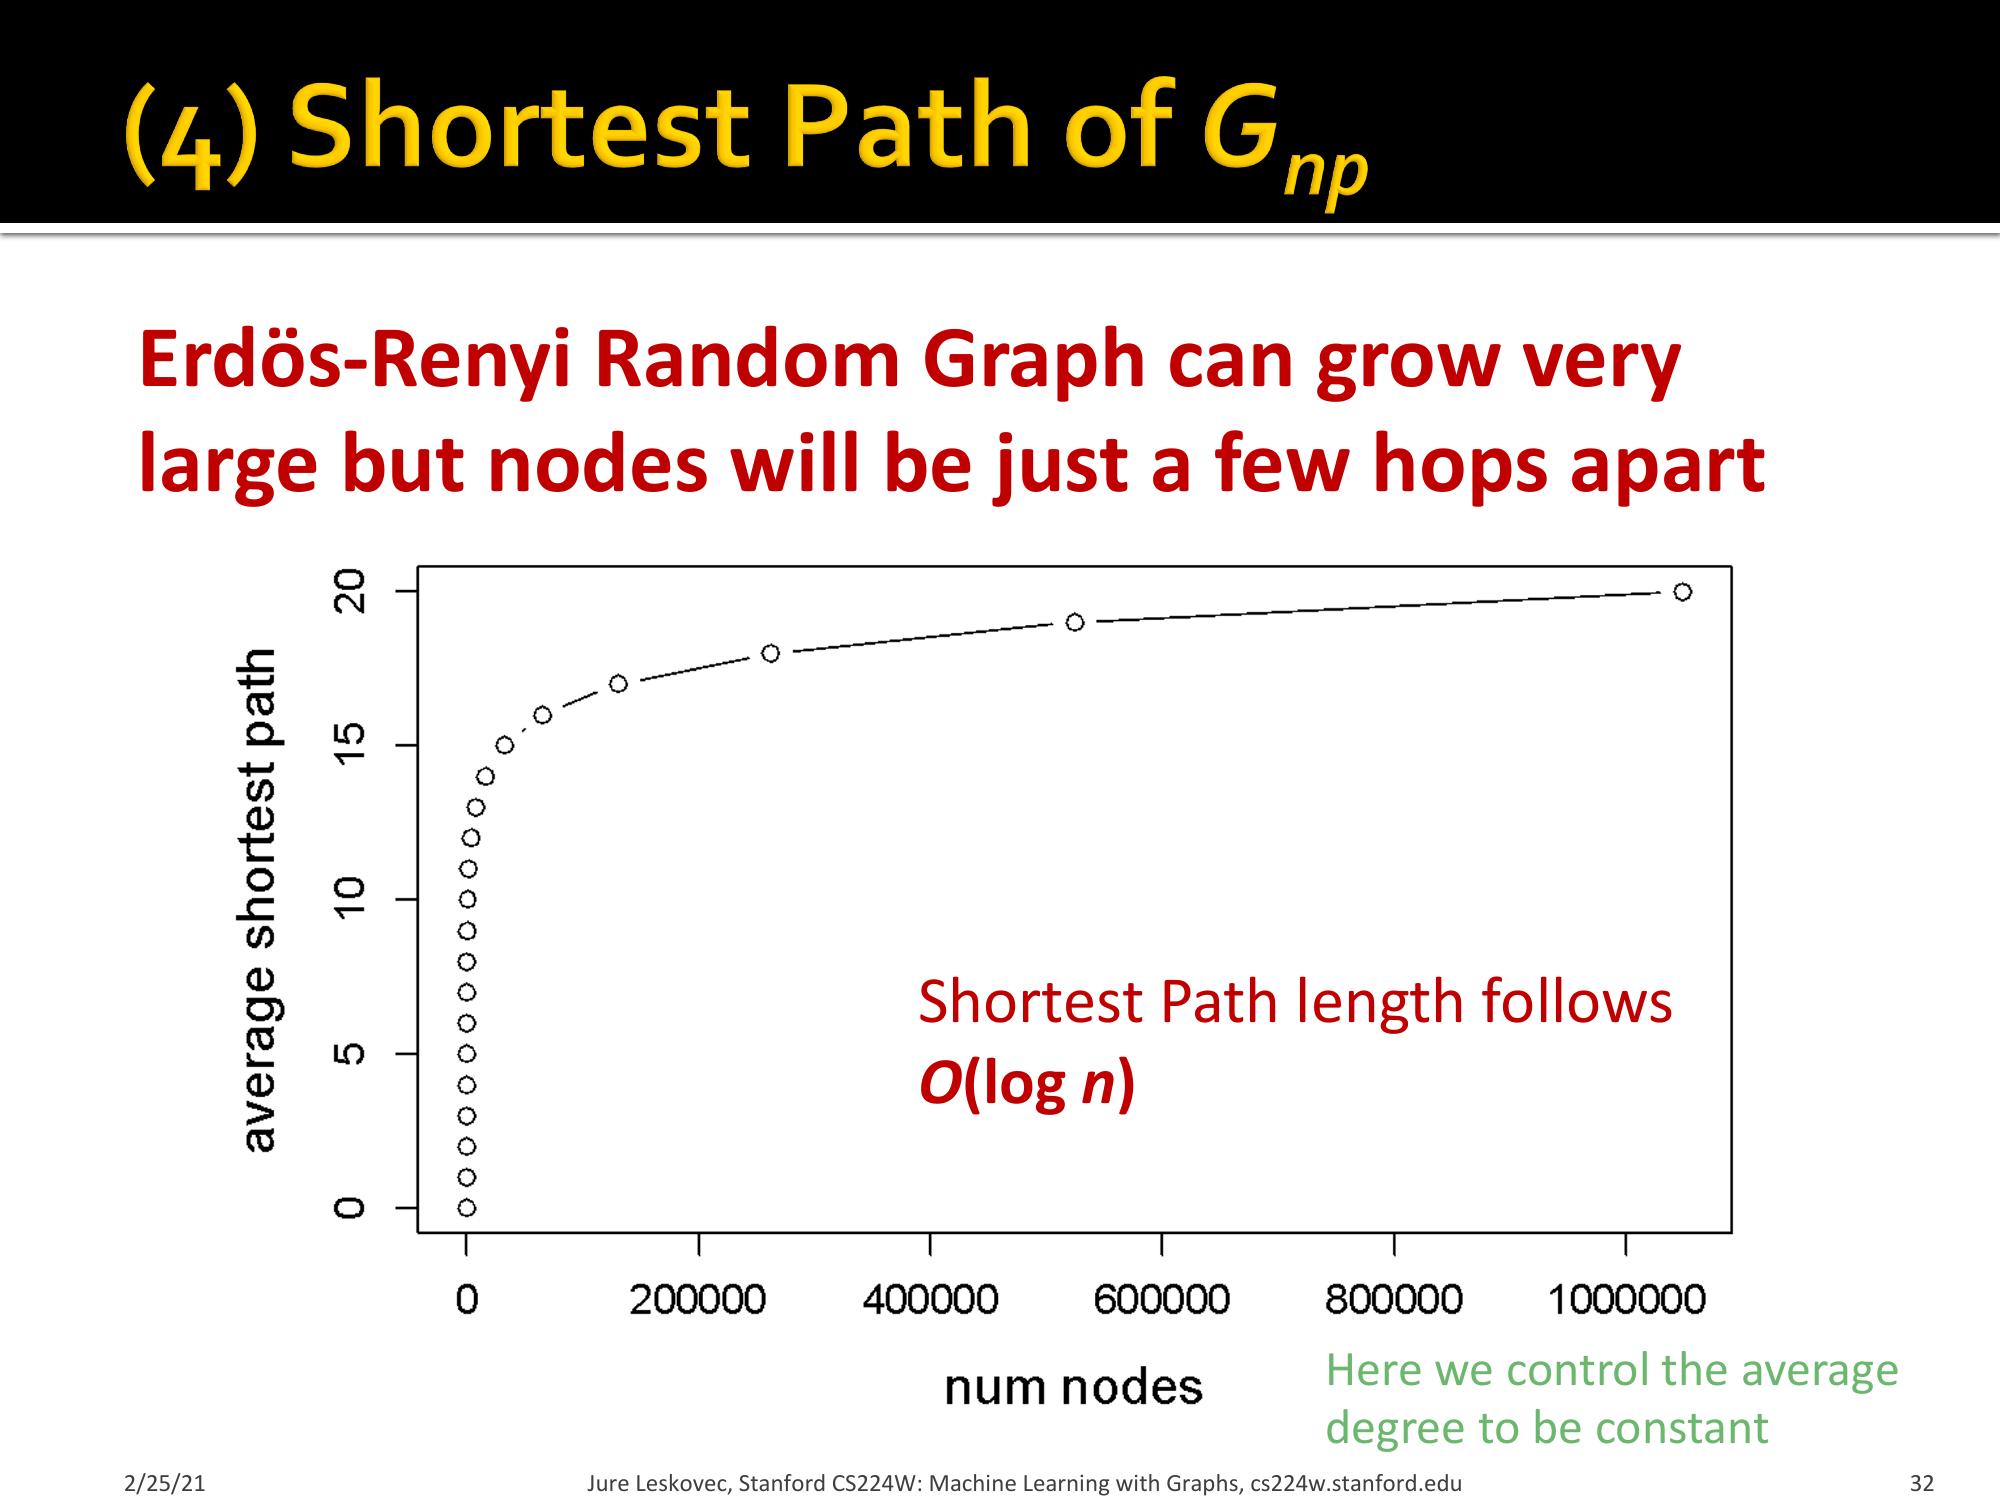 (4) Shortest Path of Gnp
Erdös-Renyi Random Graph can grow very
large but nodes will be just a few hops apart
average shortest path
20
15
10
5
0
Shortest Path length follows
O(log n)
0 200000 400000 600000 800000 1000000
num nodes
Here we control the average
degree to be constant
2/25/21 Jure Leskovec, Stanford CS224W: Machine Learning with Graphs, cs224w.stanford.edu 32